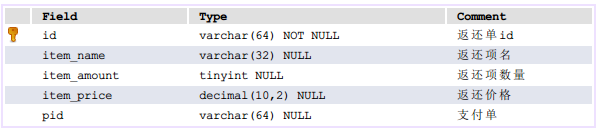 Field Type Comment
id varchar(64) NOT NULL 返还单id
item_name varchar(32) NULL 返还项名
item_amount tinyint NULL 返还项数量
item_price decimal(10,2) NULL 返还价格
pid varchar(64) NULL 支付单